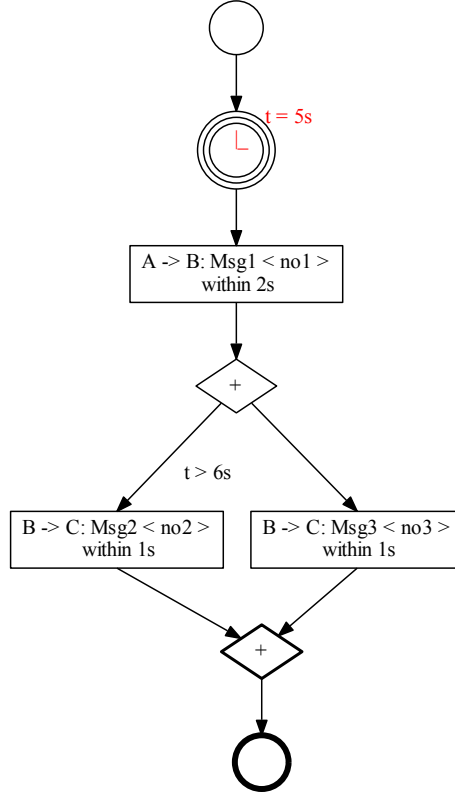 t = 5s
A -> B: Msg1 < no1 >
within 2s
+
t > 6s
B -> C: Msg2 < no2 >
within 1s
B -> C: Msg3 < no3 >
within 1s
+